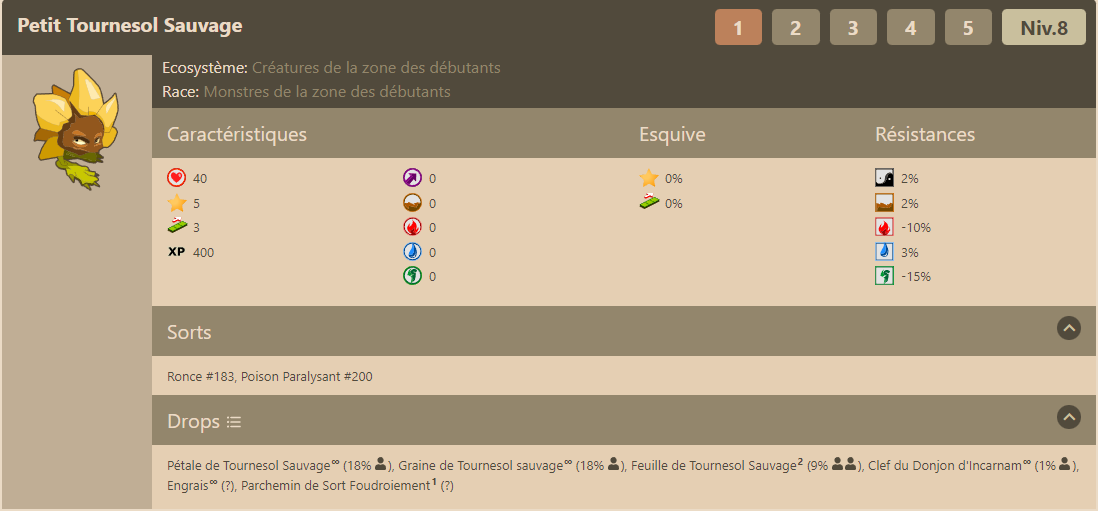 Petit Tournesol Sauvage 1 2 3 4 5 Niv.8
Ecosystème: Créatures de la zone des débutants
Race: Monstres de la zone des débutants
Caractéristiques Esquive Résistances
40 0 0% 2%
5 0 0% 2%
3 0 -10%
XP 400 0 3%
0 -15%
Sorts
Ronce #183, Poison Paralysant #200
Drops
Pétale de Tournesol Sauvage∞ (18% ), Graine de Tournesol sauvage∞ (18% ), Feuille de Tournesol Sauvage² (9% ), Clef du Donjon d'Incarnam∞ (1% ),
Engrais∞ (?), Parchemin de Sort Foudroiement¹ (?)